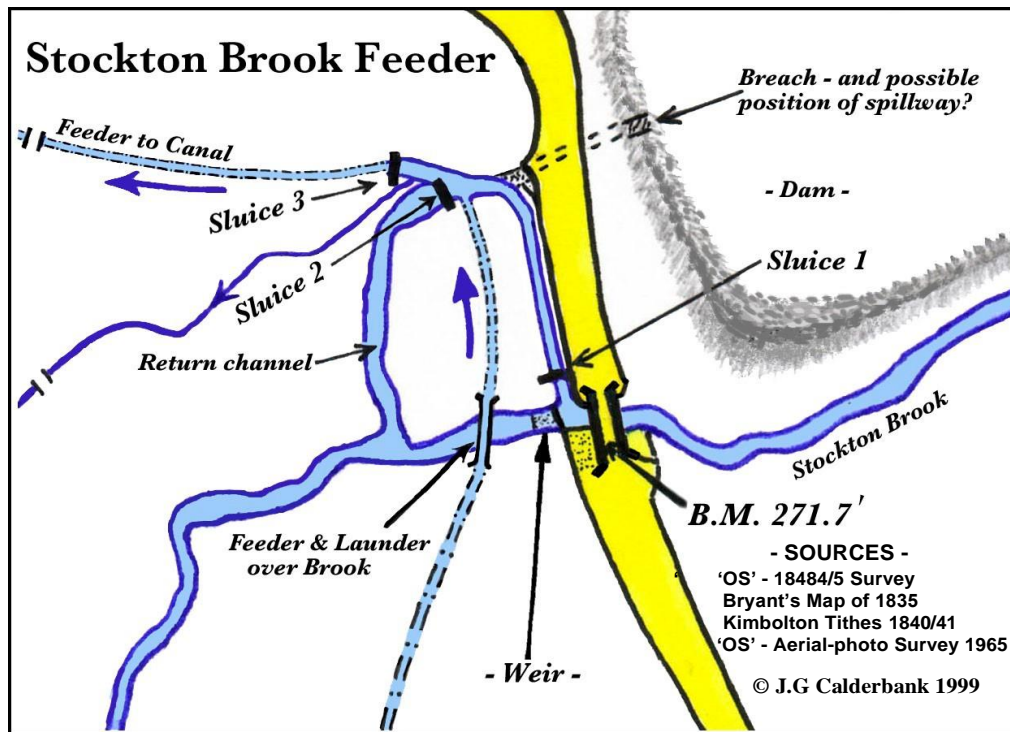 Stockton Brook Feeder
Breach - and possible
position of spillway?
Feeder to Canal
- Dam -
Sluice 3
Sluice 1
Sluice 2
Return channel
Stockton Brook
B.M. 271.7'
Feeder & Launder
over Brook
- SOURCES -
'OS' - 18484/5 Survey
Bryant's Map of 1835
Kimbolton Tithes 1840/41
'OS' - Aerial-photo Survey 1965
- Weir -
© J.G Calderbank 1999